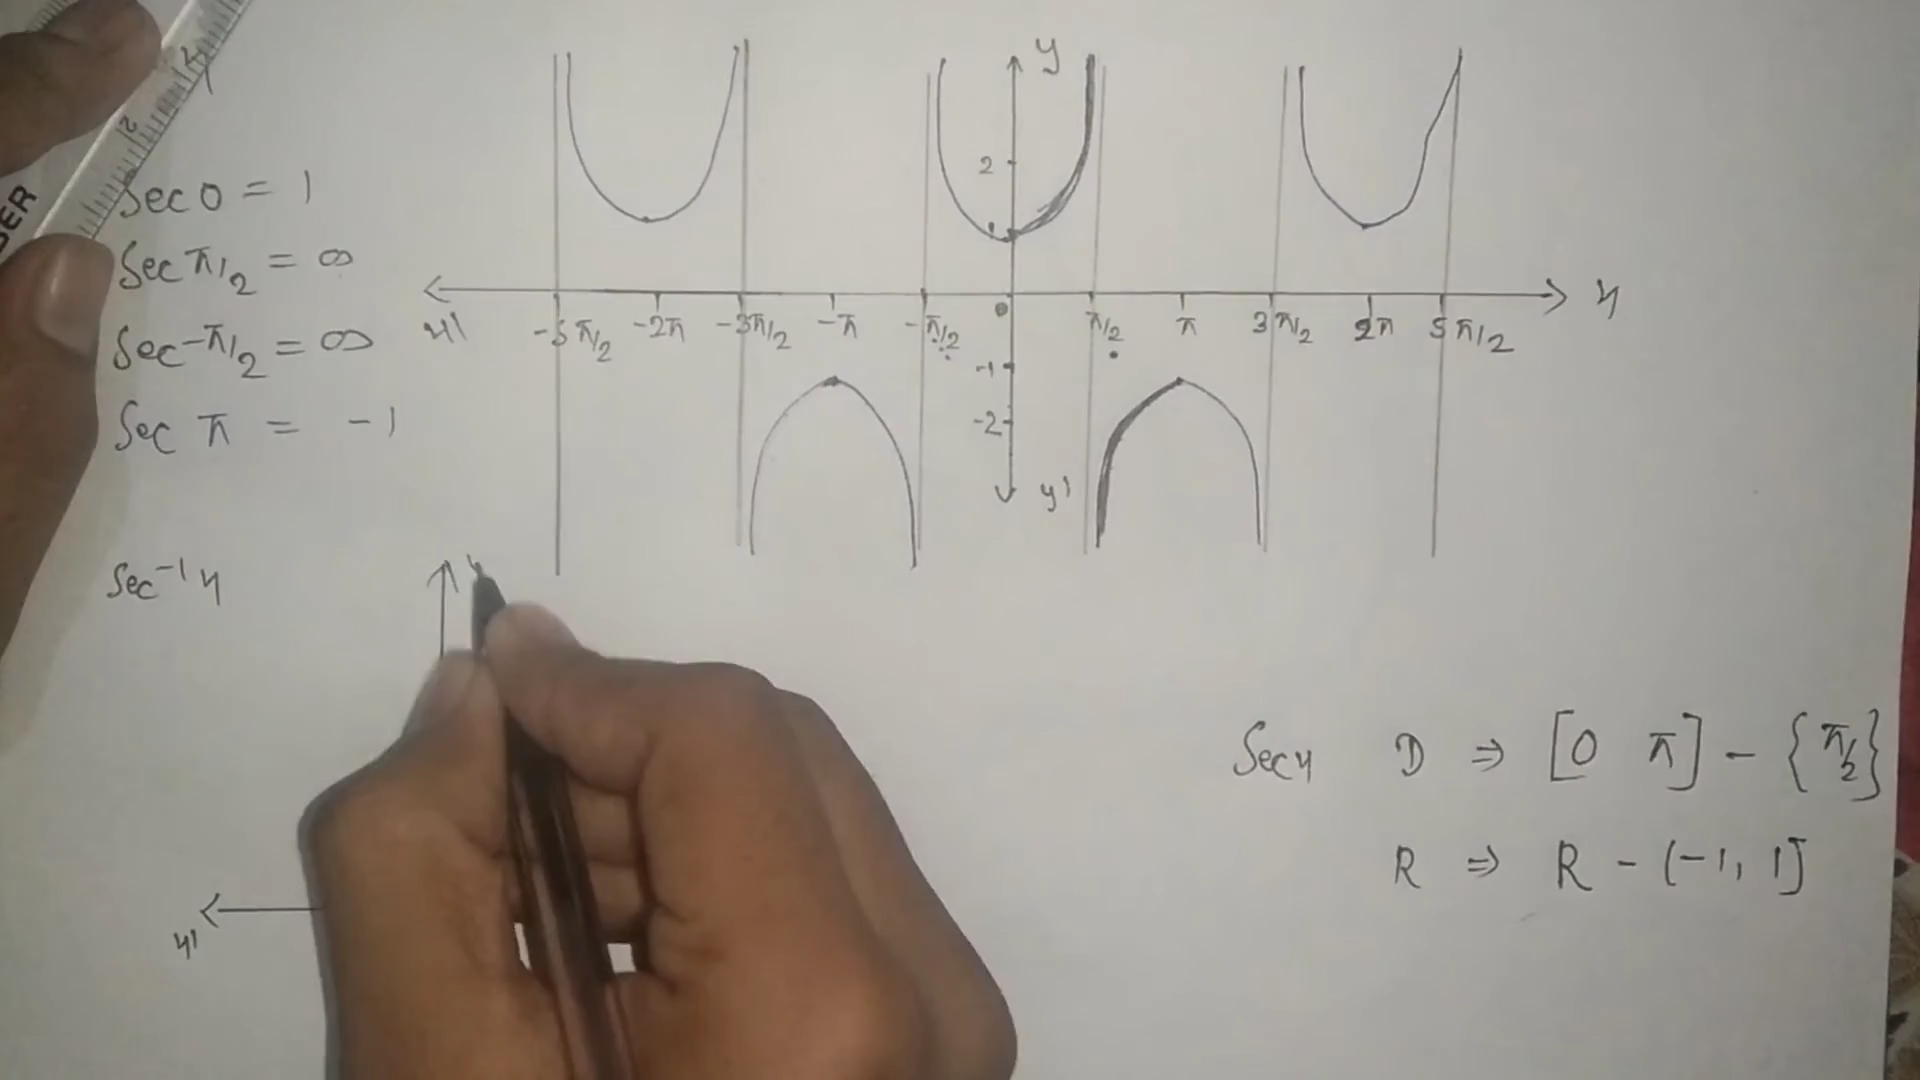 y
2
1
Sec 0 = 1
Sec π/2 = ∞
Sec -π/2 = ∞
Sec π = -1
x' -5π/2 -2π -3π/2 -π -π/2 0 π/2 π 3π/2 2π 5π/2 x
-1
-2
y'
Sec⁻¹x
x'
Sec x D ⇒ [0 π] - {π/2}
R ⇒ R - (-1, 1]